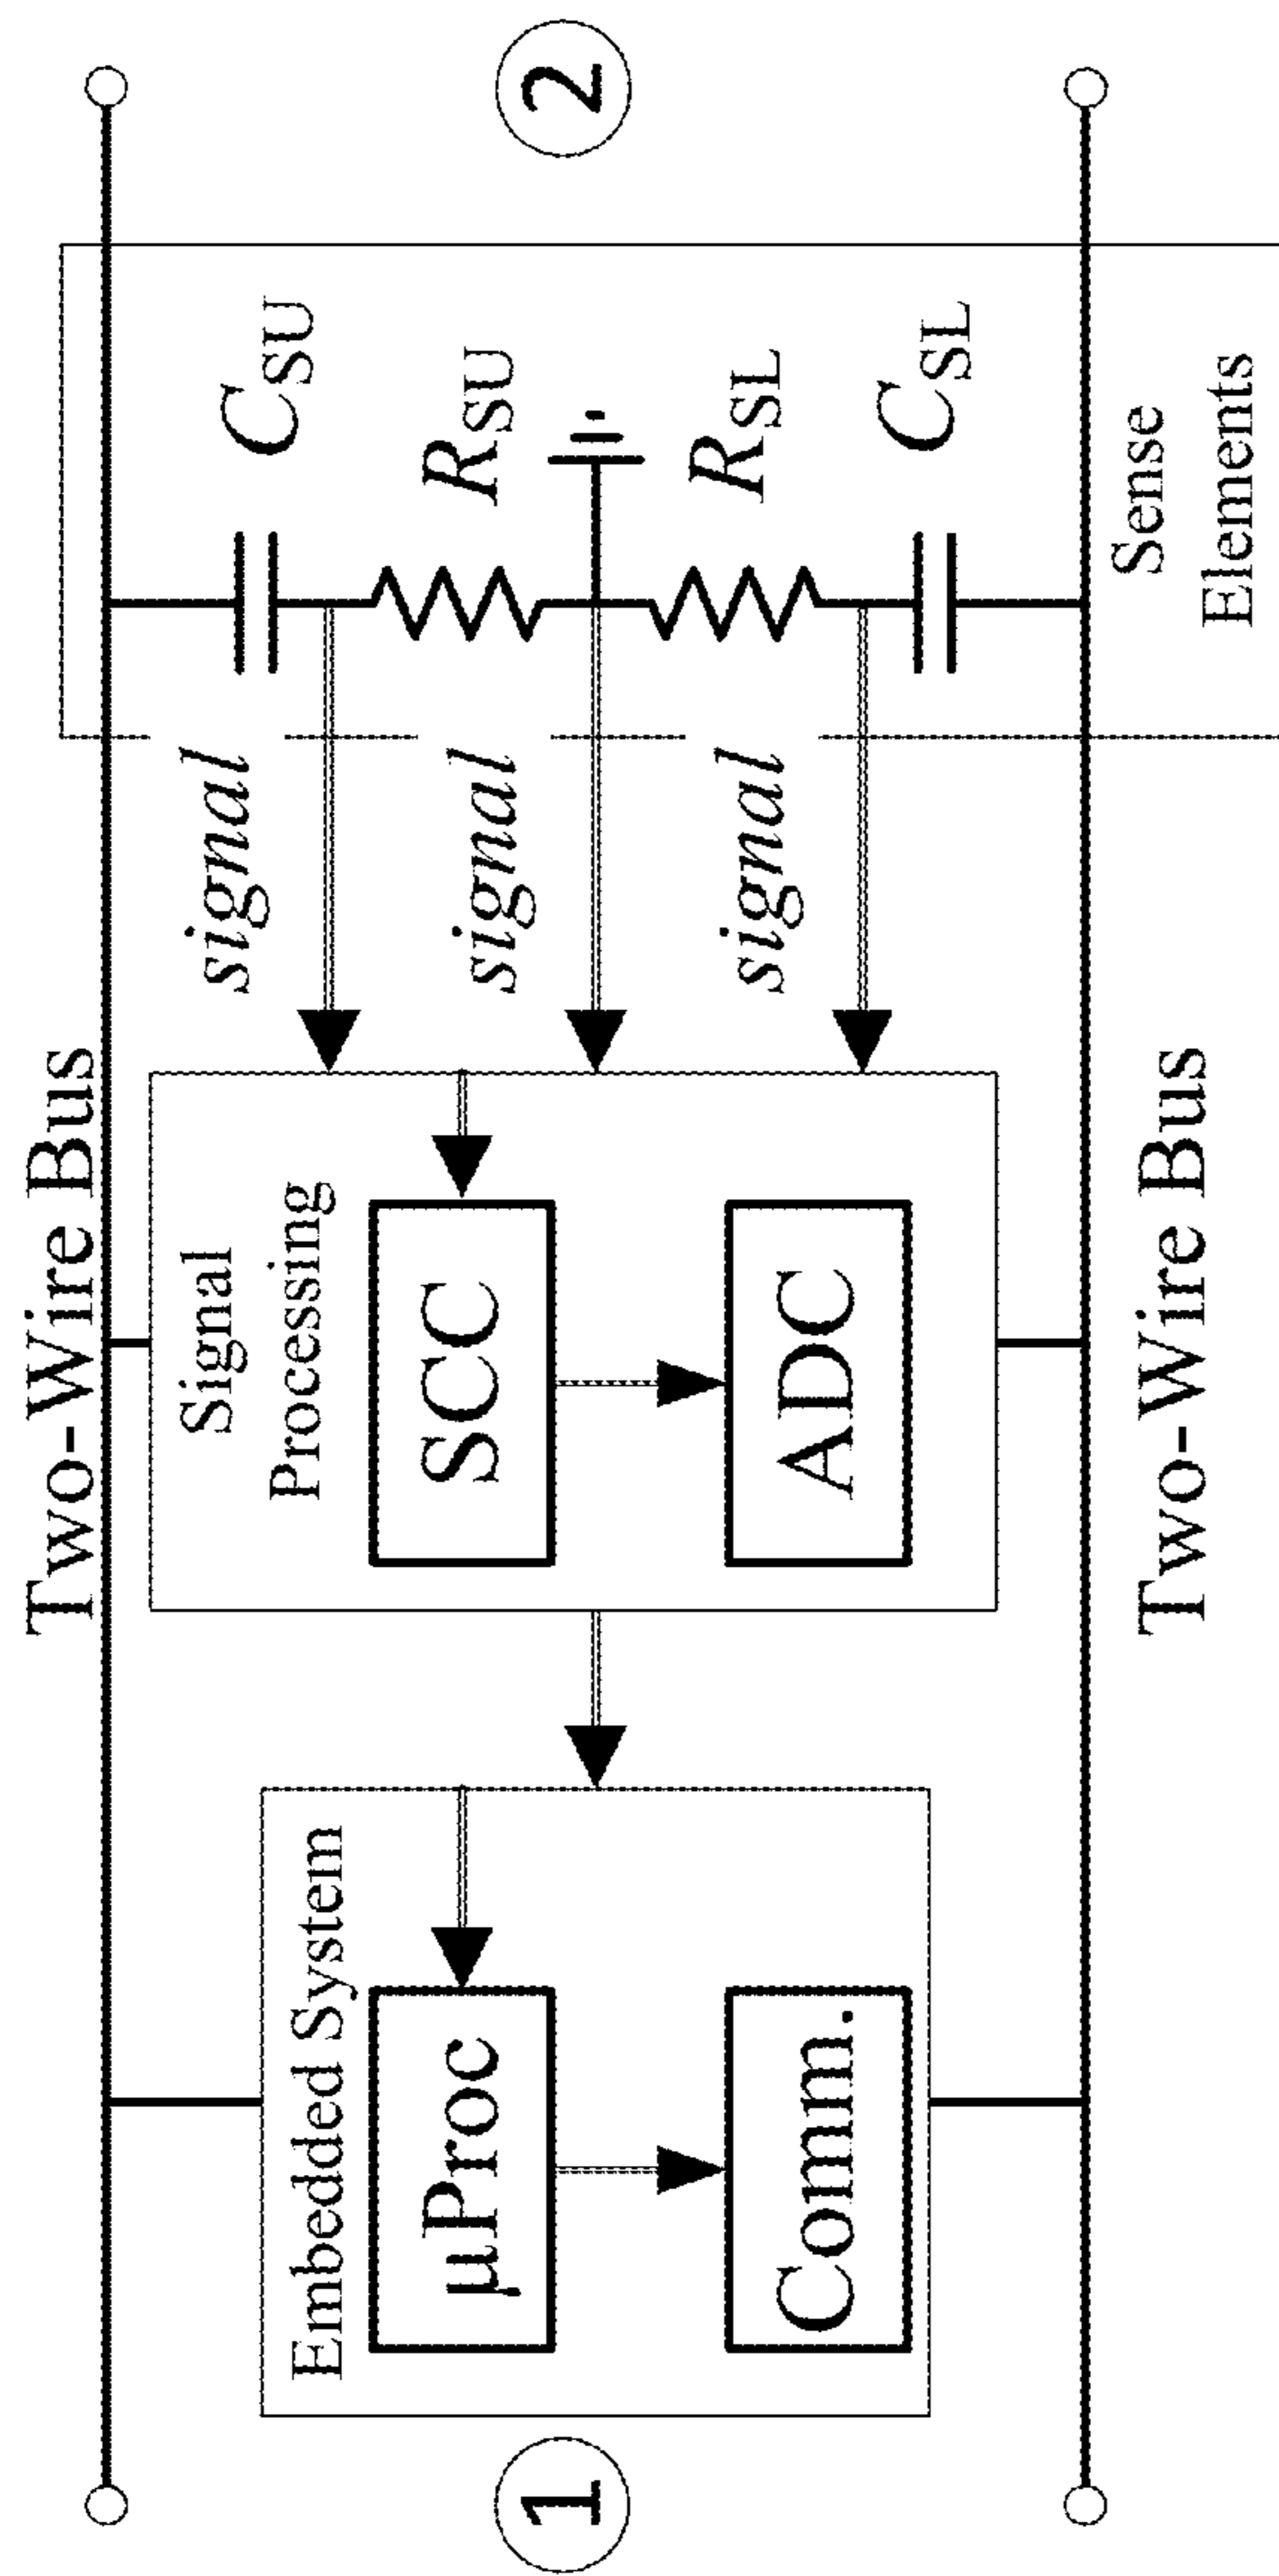 Two-Wire Bus
Embedded System
μProc
Comm.
Signal
Processing
SCC
ADC
signal
signal
signal
C_SU
R_SU
R_SL
C_SL
Sense
Elements
1
2
Two-Wire Bus